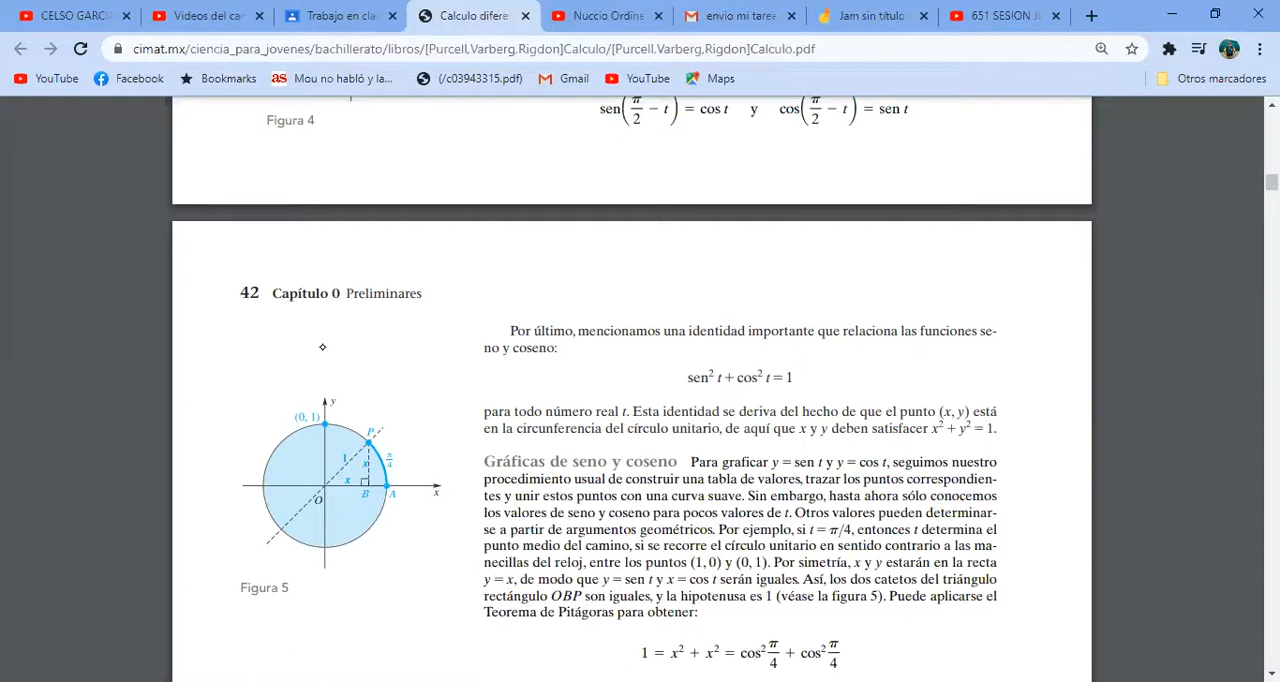 CELSO GARCI
Videos del car
Trabajo en cla
Calculo difere
Nuccio Ordine
envio mi tarea
Jam sin título
651 SESION JU
cimat.mx/ciencia_para_jovenes/bachillerato/libros/[Purcell,Varberg,Rigdon]Calculo/[Purcell,Varberg,Rigdon]Calculo.pdf
YouTube Facebook Bookmarks Mou no habló y la... (/c3943315.pdf) Gmail YouTube Maps Otros marcadores
sen(π/2 − t) = cos t y cos(π/2 − t) = sen t
Figura 4
42 Capítulo 0 Preliminares
Por último, mencionamos una identidad importante que relaciona las funciones se-
no y coseno:
sen² t + cos² t = 1
para todo número real t. Esta identidad se deriva del hecho de que el punto (x, y) está
en la circunferencia del círculo unitario, de aquí que x y y deben satisfacer x² + y² = 1.
(0, 1)
y
P
π/4
1
x
x
O
B
A
x
Figura 5
Gráficas de seno y coseno Para graficar y = sen t y y = cos t, seguimos nuestro
procedimiento usual de construir una tabla de valores, trazar los puntos correspondien-
tes y unir estos puntos con una curva suave. Sin embargo, hasta ahora sólo conocemos
los valores de seno y coseno para pocos valores de t. Otros valores pueden determinar-
se a partir de argumentos geométricos. Por ejemplo, si t = π/4, entonces t determina el
punto medio del camino, si se recorre el círculo unitario en sentido contrario a las ma-
necillas del reloj, entre los puntos (1, 0) y (0, 1). Por simetría, x y y estarán en la recta
y = x, de modo que y = sen t y x = cos t serán iguales. Así, los dos catetos del triángulo
rectángulo OBP son iguales, y la hipotenusa es 1 (véase la figura 5). Puede aplicarse el
Teorema de Pitágoras para obtener:
1 = x² + x² = cos² π/4 + cos² π/4